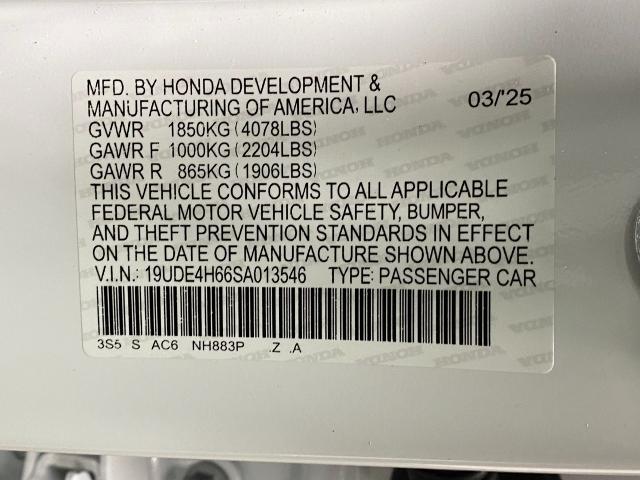 MFD. BY HONDA DEVELOPMENT &
MANUFACTURING OF AMERICA, LLC 03/'25
GVWR 1850KG (4078LBS)
GAWR F 1000KG (2204LBS)
GAWR R 865KG (1906LBS)
THIS VEHICLE CONFORMS TO ALL APPLICABLE
FEDERAL MOTOR VEHICLE SAFETY, BUMPER,
AND THEFT PREVENTION STANDARDS IN EFFECT
ON THE DATE OF MANUFACTURE SHOWN ABOVE.
V.I.N.: 19UDE4H66SA013546 TYPE: PASSENGER CAR
3S5 S AC6 NH883P .Z .A